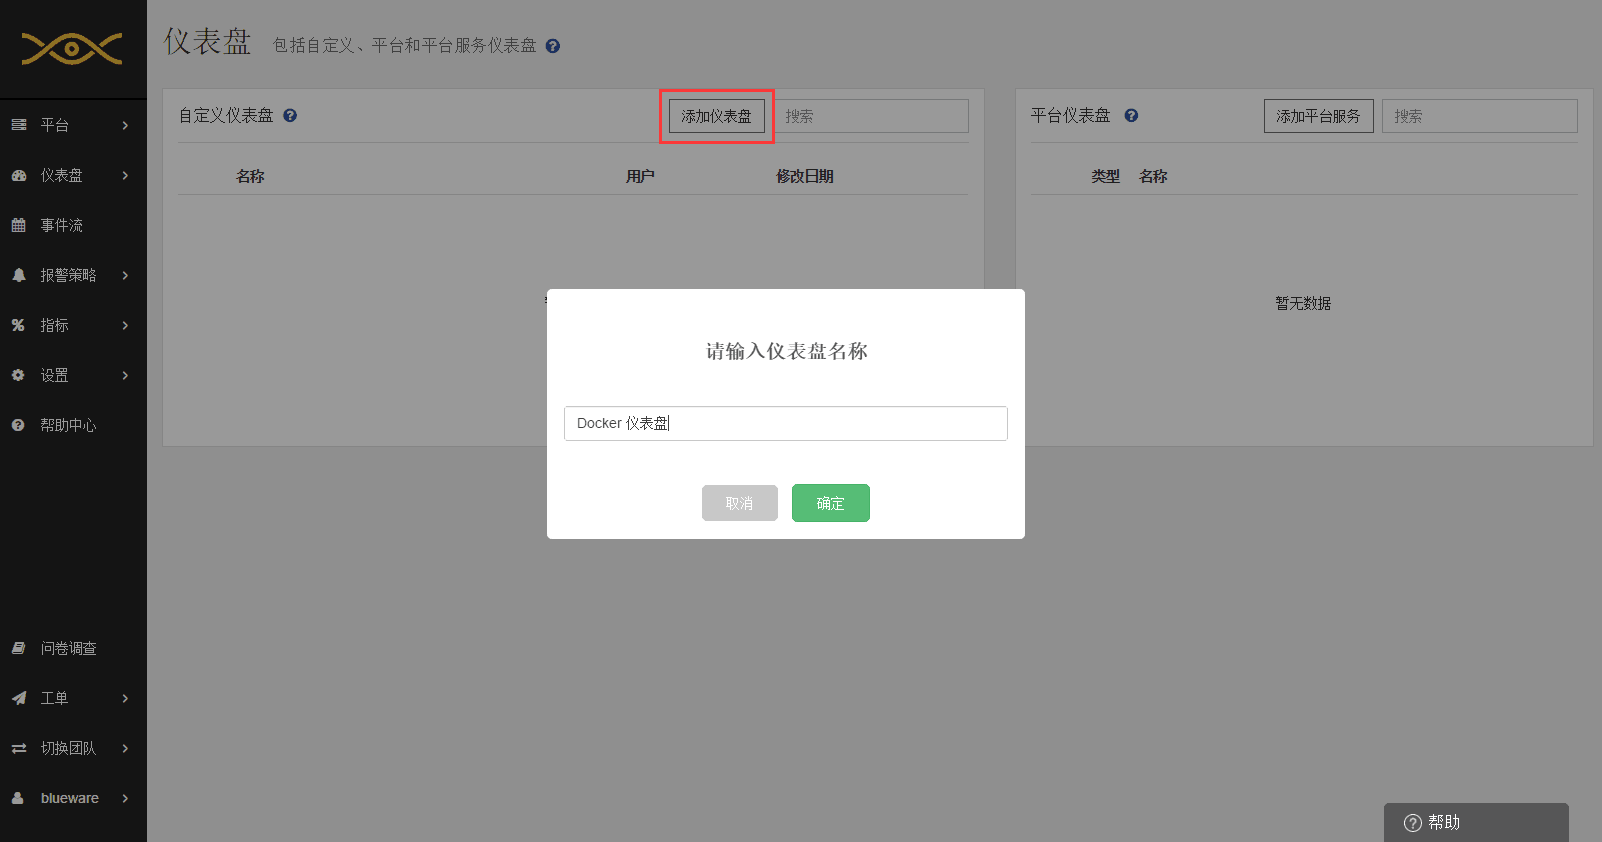 仪表盘 包括自定义、平台和平台服务仪表盘
平台
仪表盘
事件流
报警策略
指标
设置
帮助中心
问卷调查
工单
切换团队
blueware
自定义仪表盘 添加仪表盘 搜索
名称 用户 修改日期
平台仪表盘 添加平台服务 搜索
类型 名称
暂无数据
请输入仪表盘名称
Docker 仪表盘
取消 确定
帮助